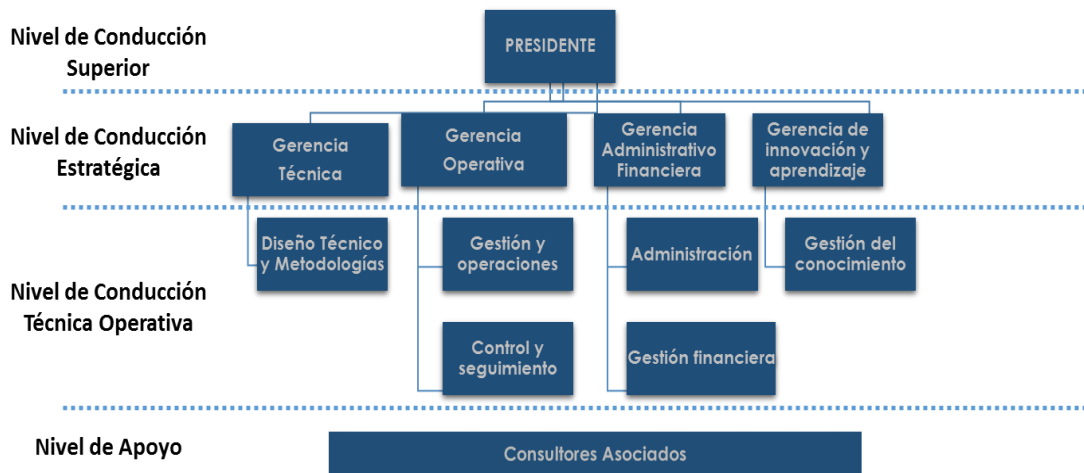 Nivel de Conducción
Superior
PRESIDENTE
Nivel de Conducción
Estratégica
Gerencia
Técnica
Gerencia
Operativa
Gerencia
Administrativo
Financiera
Gerencia de
innovación y
aprendizaje
Nivel de Conducción
Técnica Operativa
Diseño Técnico
y Metodologías
Gestión y
operaciones
Administración
Gestión del
conocimiento
Control y
seguimiento
Gestión financiera
Nivel de Apoyo
Consultores Asociados